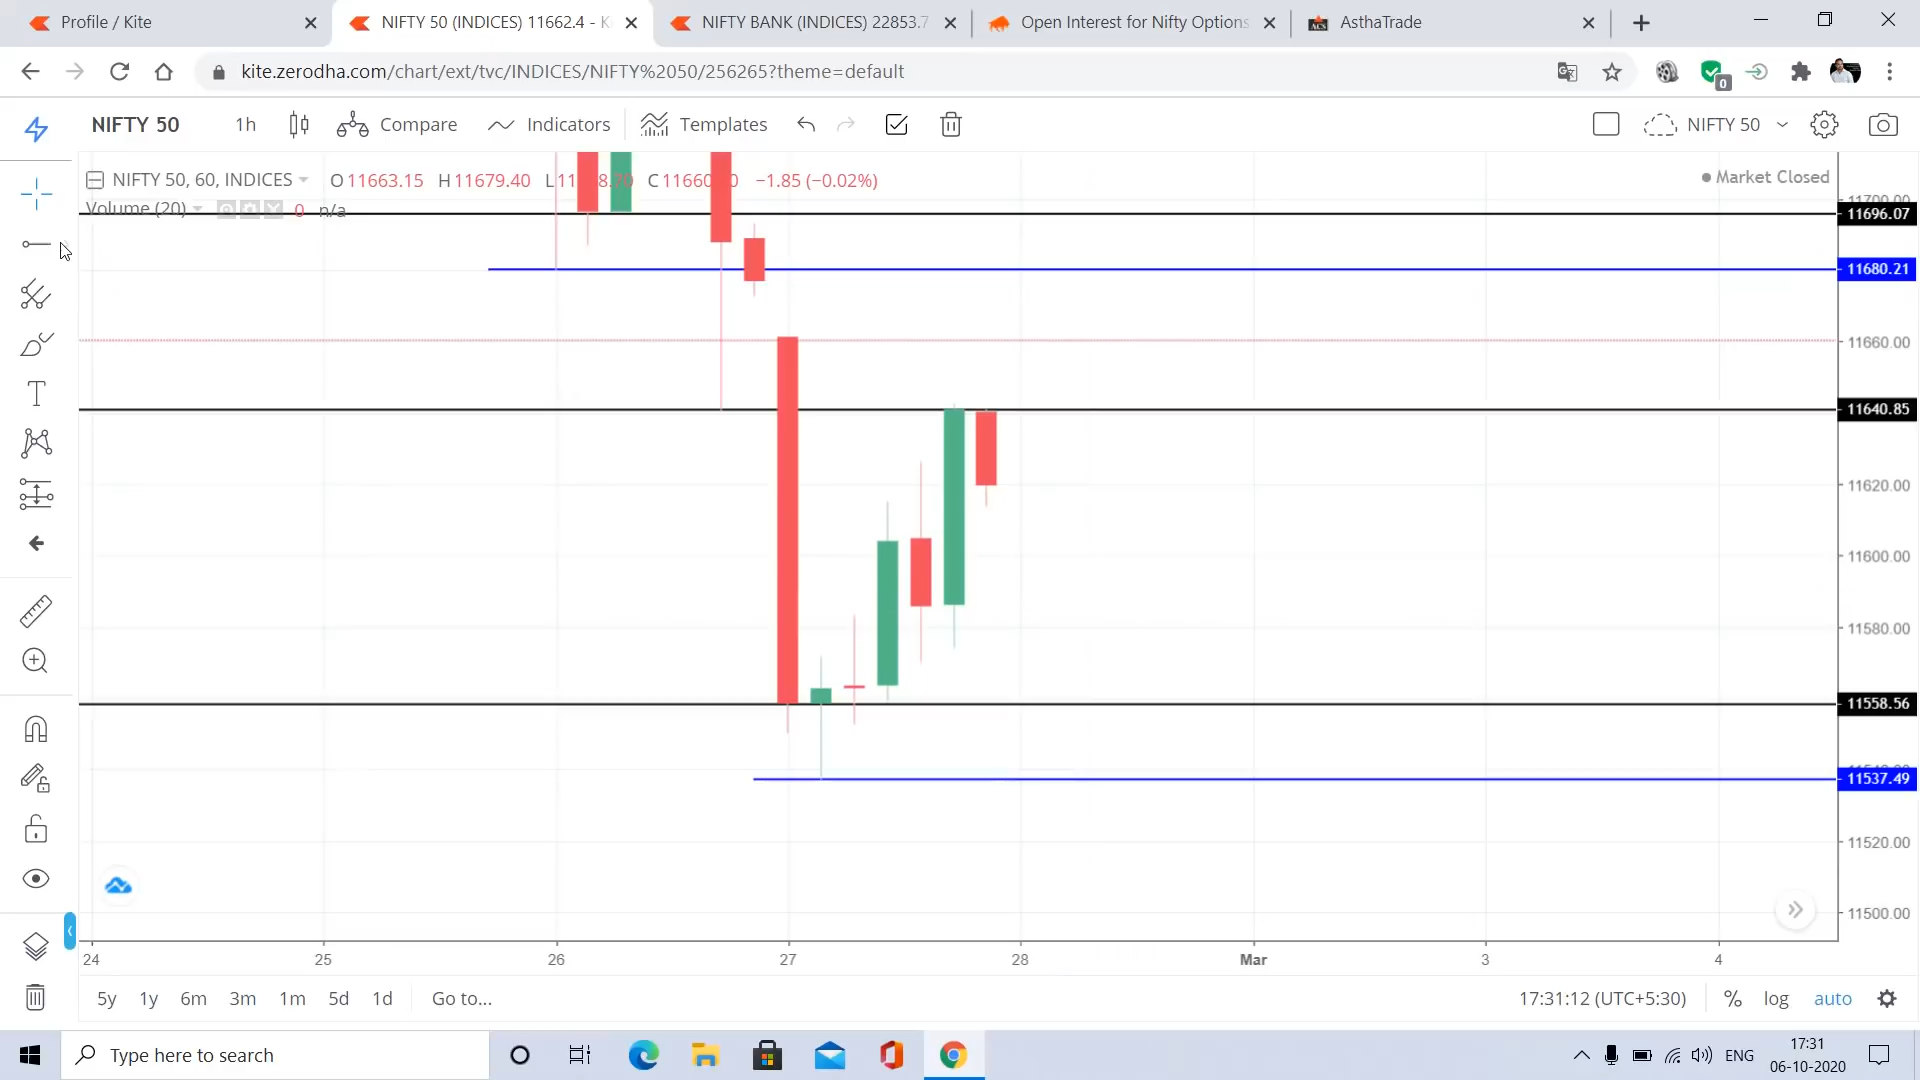 Profile / Kite
NIFTY 50 (INDICES) 11662.4 - K
NIFTY BANK (INDICES) 22853.7
Open Interest for Nifty Options
AsthaTrade
kite.zerodha.com/chart/ext/tvc/INDICES/NIFTY%2050/256265?theme=default
0
NIFTY 50
1h
Compare
Indicators
Templates
NIFTY 50
NIFTY 50, 60, INDICES
O 11663.15 H 11679.40 C −1.85 (−0.02%)
Market Closed
Volume (20)
0 n/a
11700.00
11696.07
11680.21
11660.00
11640.85
11620.00
11600.00
11580.00
11558.56
11537.49
11520.00
11500.00
24 25 26 27 28 Mar 3 4
5y 1y 6m 3m 1m 5d 1d Go to...
17:31:12 (UTC+5:30) % log auto
Type here to search
ENG
17:31
06-10-2020